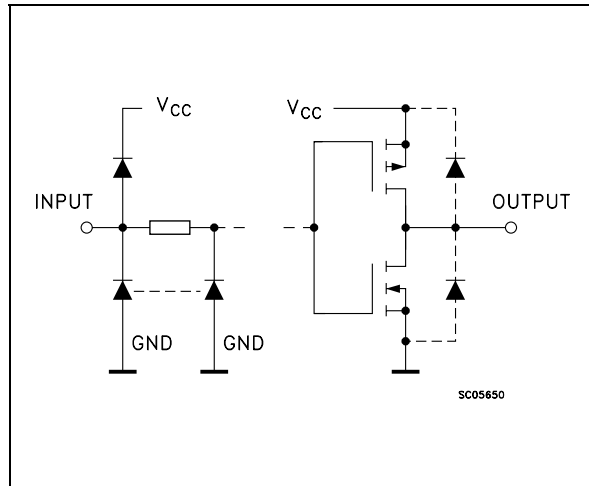 VCC
VCC
INPUT
OUTPUT
GND
GND
SC05650